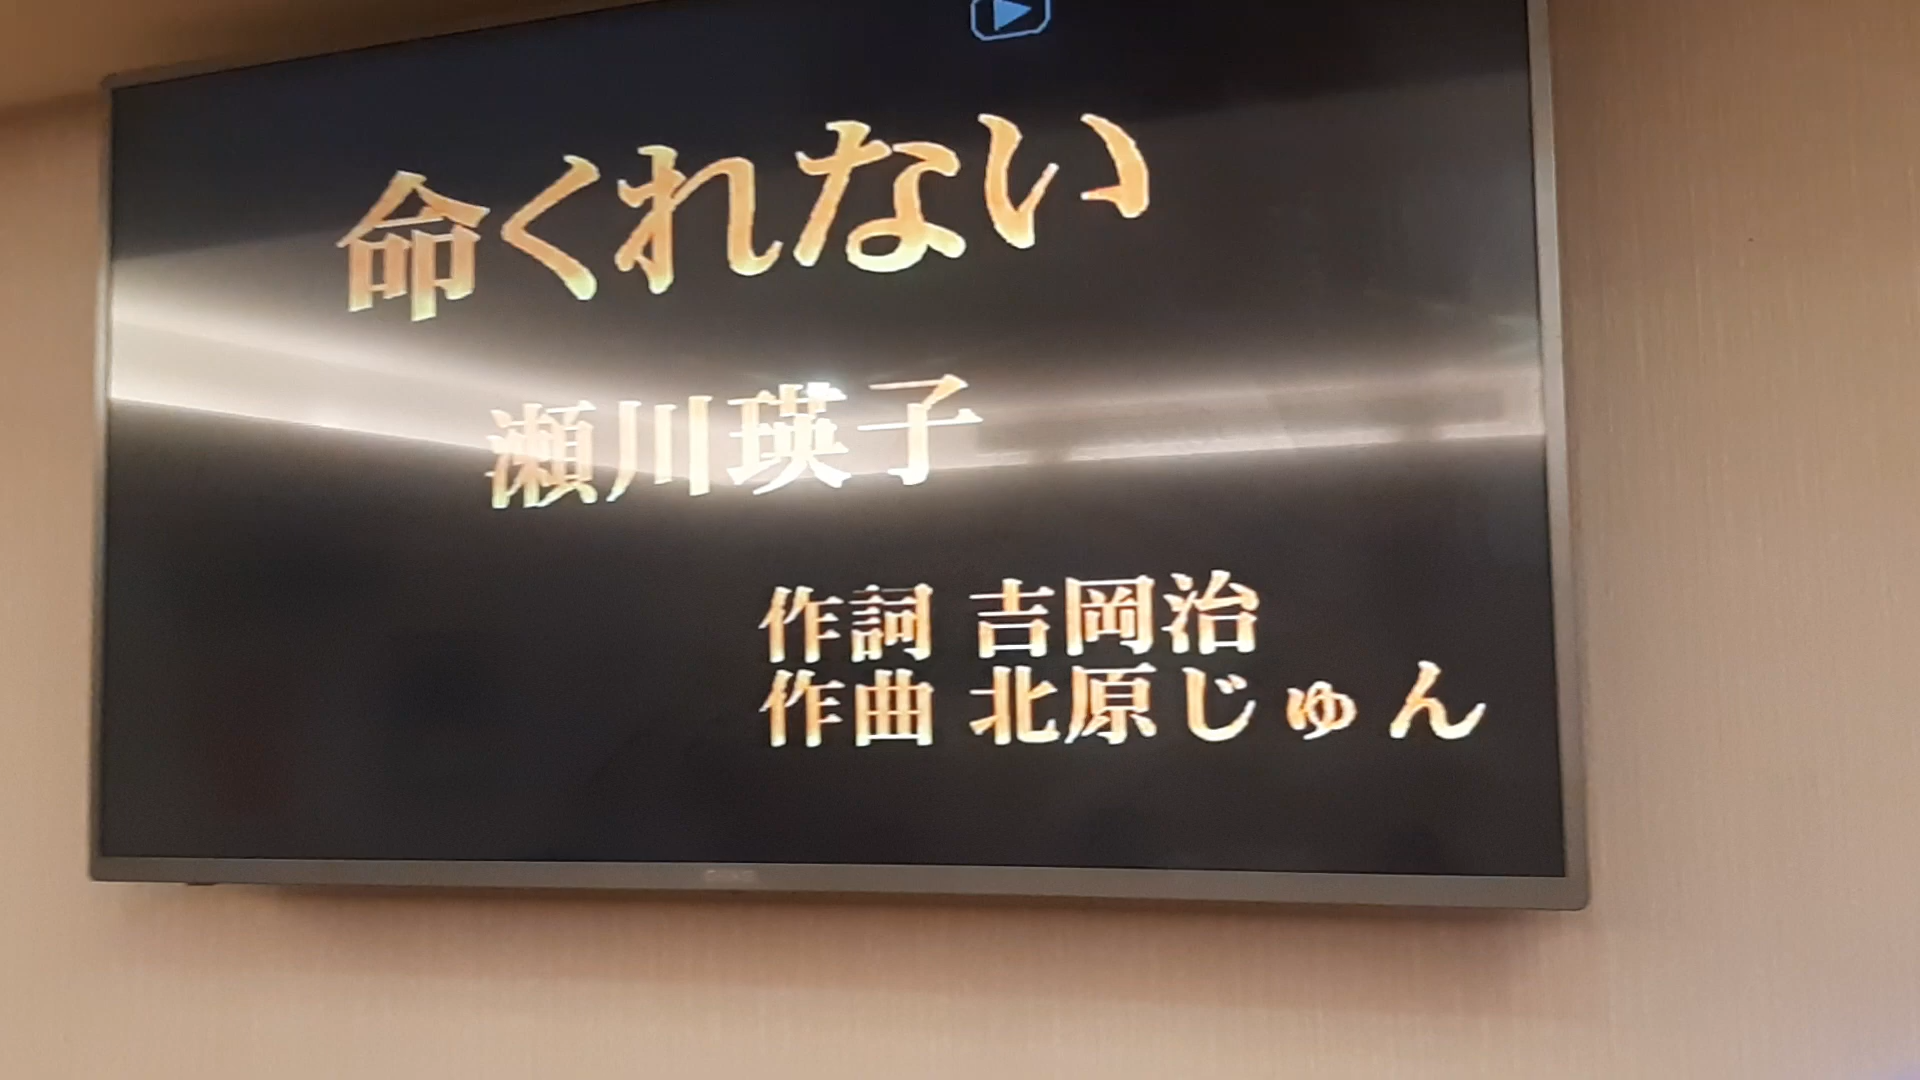 命くれない
瀬川瑛子
作詞 吉岡治
作曲 北原じゅん